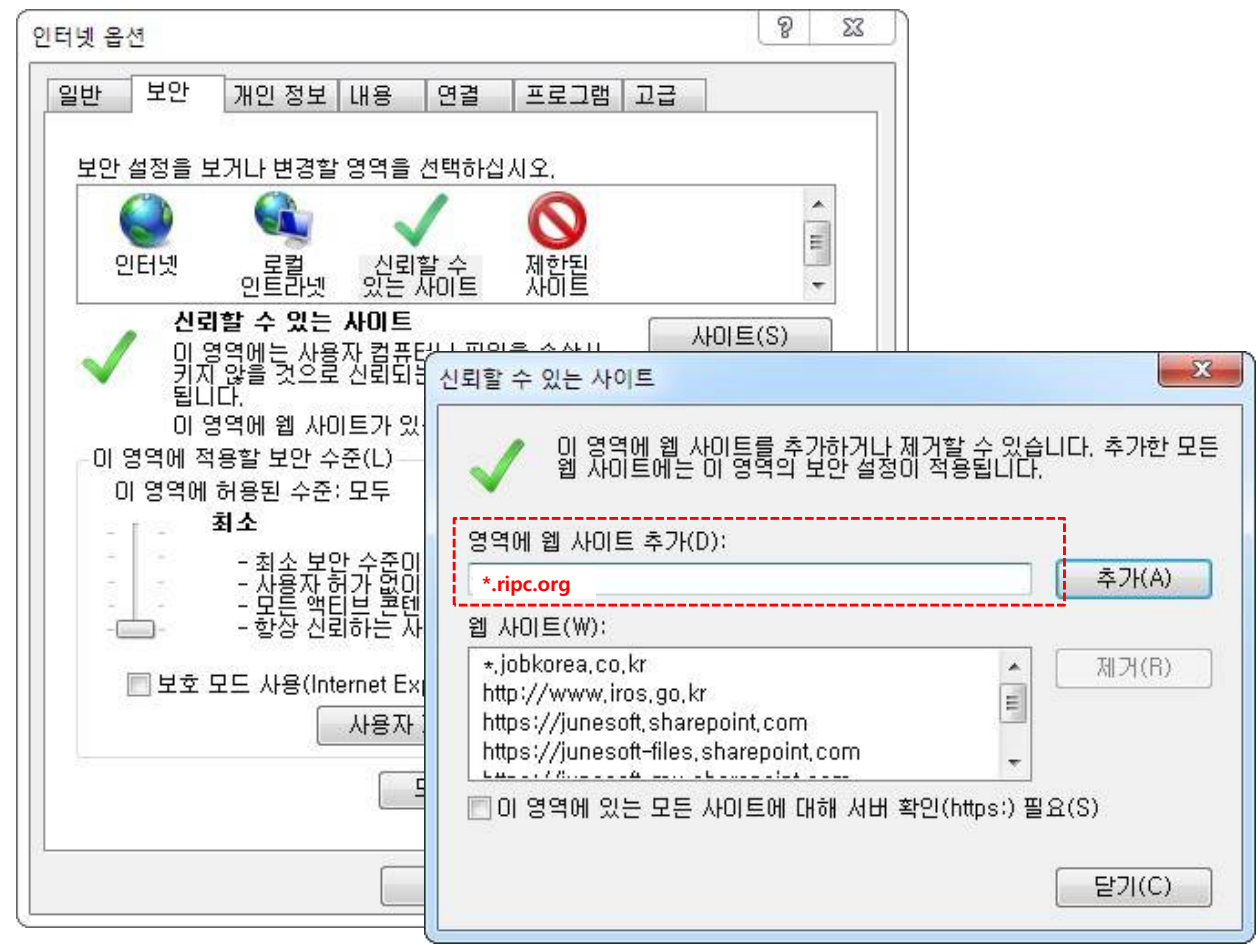 인터넷 옵션
일반 보안 개인 정보 내용 연결 프로그램 고급
보안 설정을 보거나 변경할 영역을 선택하십시오.
인터넷
로컬
인트라넷
신뢰할 수
있는 사이트
제한된
사이트
신뢰할 수 있는 사이트
사이트(S)
이 영역에는 사용자 컴퓨터나 파일을 손상시
키지 않을 것으로 신뢰되는
됩니다.
이 영역에 웹 사이트가
이 영역에 적용할 보안 수준(L)
이 영역에 허용된 수준: 모두
최소
- 최소 보안 수준이
- 사용자 허가 없이
- 모든 액티브
- 항상 신뢰하는
보호 모드 사용(Internet
사용자
신뢰할 수 있는 사이트
이 영역에 웹 사이트를 추가하거나 제거할 수 있습니다. 추가한 모든
웹 사이트에는 이 영역의 보안 설정이 적용됩니다.
영역에 웹 사이트 추가(D):
*.ripc.org
추가(A)
웹 사이트(W):
*.jobkorea.co.kr
http://www.iros.go.kr
https://junesoft.sharepoint.com
https://junesoft-files.sharepoint.com
제거(R)
이 영역에 있는 모든 사이트에 대해 서버 확인(https:) 필요(S)
닫기(C)